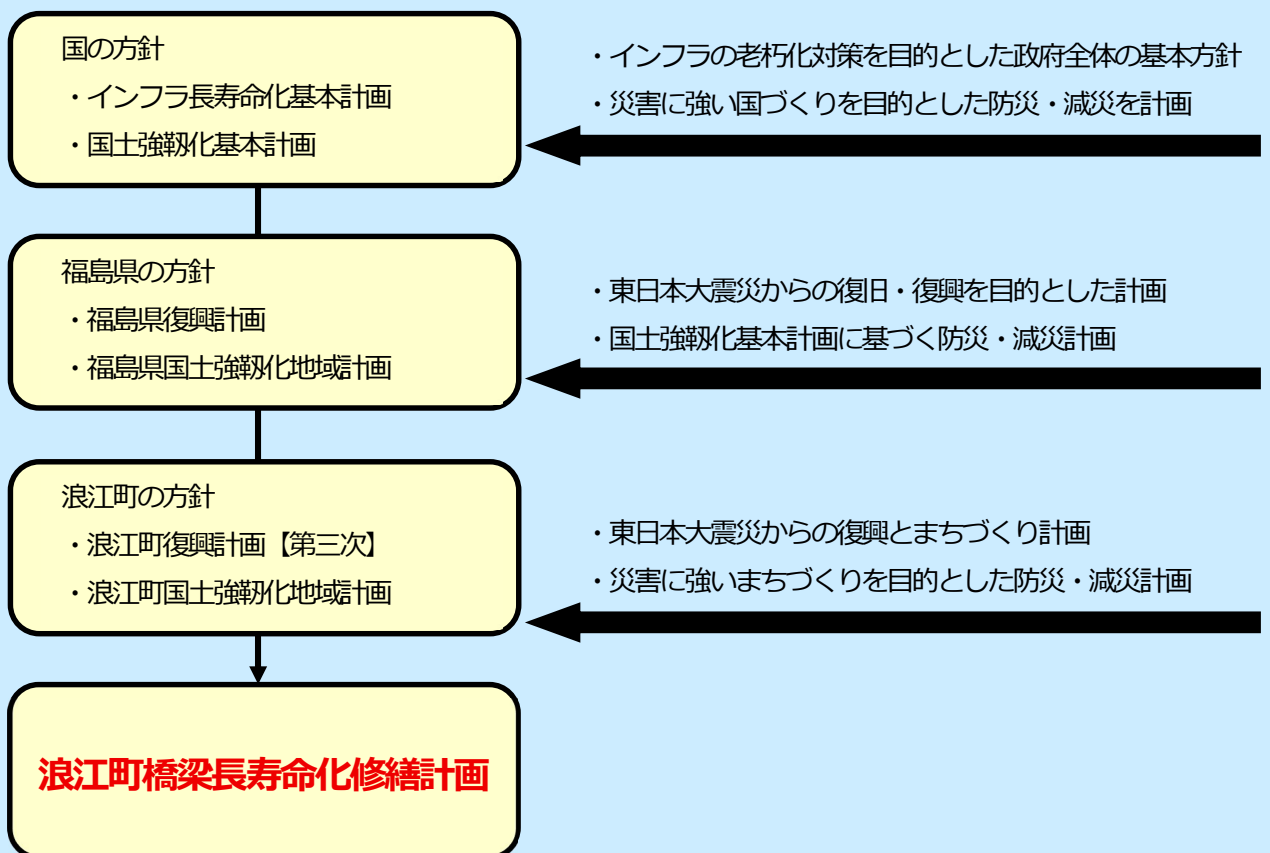 国の方針
・インフラ長寿命化基本計画
・国土強靱化基本計画
・インフラの老朽化対策を目的とした政府全体の基本方針
・災害に強い国づくりを目的とした防災・減災を計画
福島県の方針
・福島県復興計画
・福島県国土強靱化地域計画
・東日本大震災からの復旧・復興を目的とした計画
・国土強靱化基本計画に基づく防災・減災計画
浪江町の方針
・浪江町復興計画【第三次】
・浪江町国土強靱化地域計画
・東日本大震災からの復興とまちづくり計画
・災害に強いまちづくりを目的とした防災・減災計画
浪江町橋梁長寿命化修繕計画